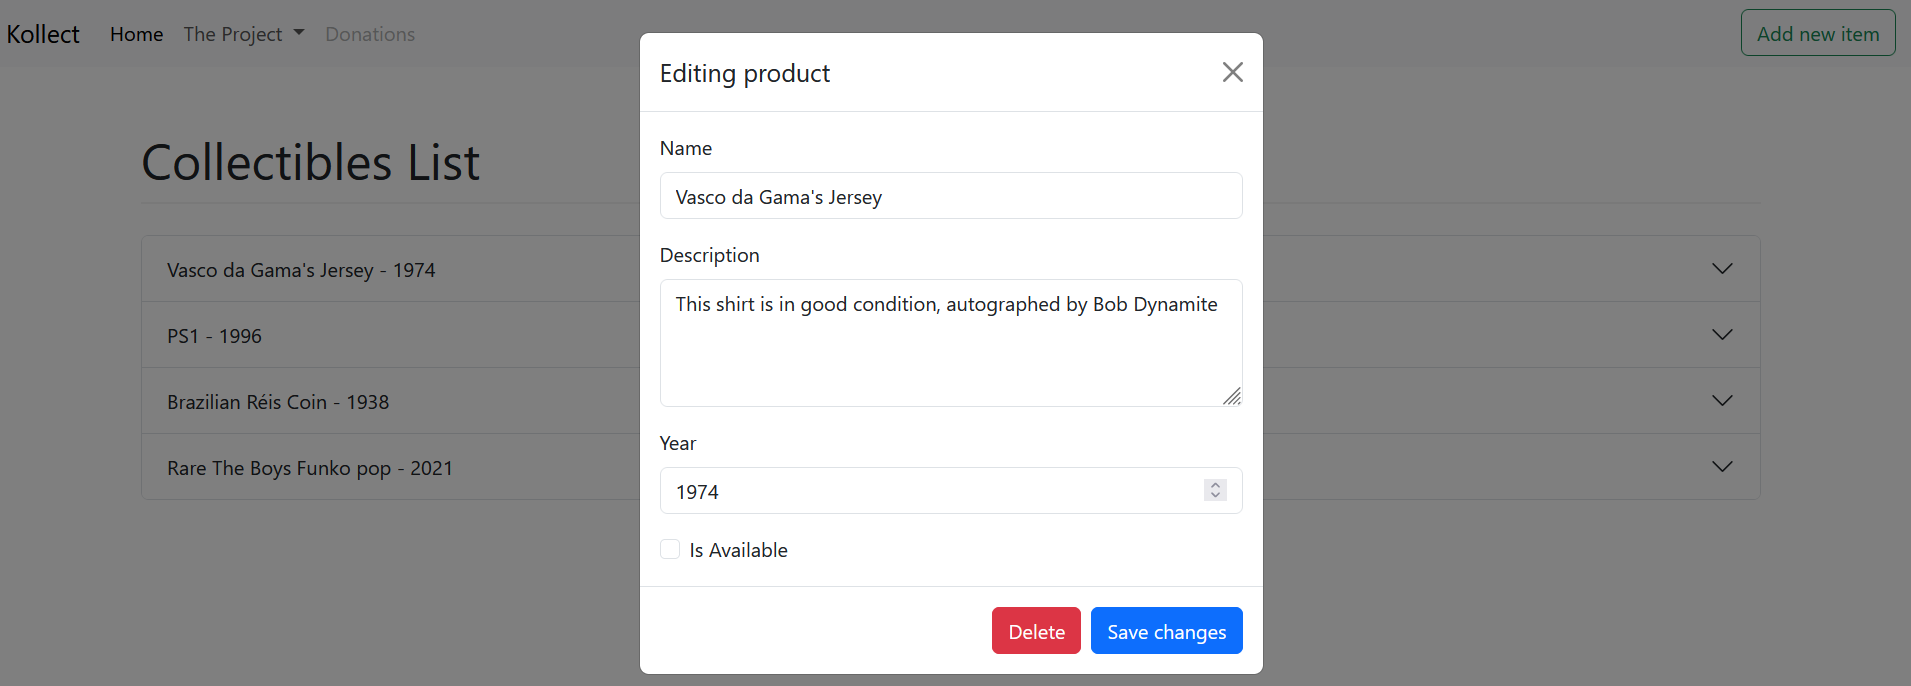 Kollect Home The Project Donations Add new item
Collectibles List
Vasco da Gama's Jersey - 1974
PS1 - 1996
Brazilian Réis Coin - 1938
Rare The Boys Funko pop - 2021
Editing product
Name
Vasco da Gama's Jersey
Description
This shirt is in good condition, autographed by Bob Dynamite
Year
1974
Is Available
Delete Save changes